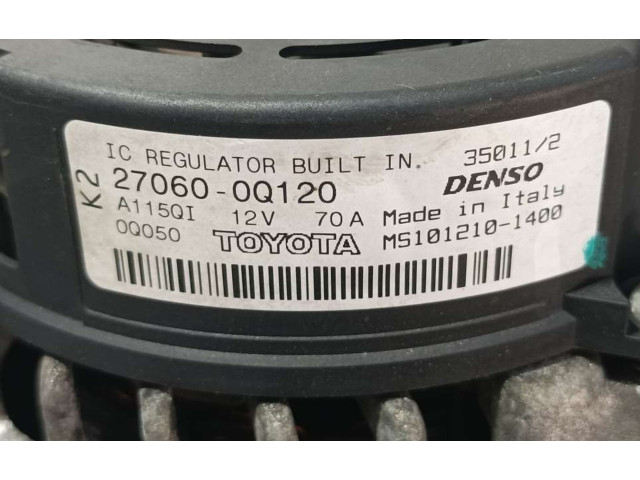 IC REGULATOR BUILT IN. 35011/2
K2 27060-0Q120 DENSO
A115QI 12V 70A Made in Italy
0Q050 TOYOTA MS101210-1400